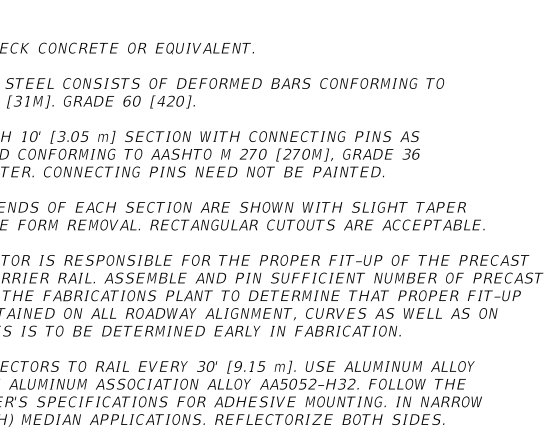 ECK CONCRETE OR EQUIVALENT.
STEEL CONSISTS OF DEFORMED BARS CONFORMING TO
[31M]. GRADE 60 [420].
H 10' [3.05 m] SECTION WITH CONNECTING PINS AS
D CONFORMING TO AASHTO M 270 [270M], GRADE 36
TER. CONNECTING PINS NEED NOT BE PAINTED.
ENDS OF EACH SECTION ARE SHOWN WITH SLIGHT TAPER
E FORM REMOVAL. RECTANGULAR CUTOUTS ARE ACCEPTABLE.
TOR IS RESPONSIBLE FOR THE PROPER FIT-UP OF THE PRECAST
RRIER RAIL. ASSEMBLE AND PIN SUFFICIENT NUMBER OF PRECAST
THE FABRICATIONS PLANT TO DETERMINE THAT PROPER FIT-UP
TAINED ON ALL ROADWAY ALIGNMENT, CURVES AS WELL AS ON
S IS TO BE DETERMINED EARLY IN FABRICATION.
ECTORS TO RAIL EVERY 30' [9.15 m]. USE ALUMINUM ALLOY
ALUMINUM ASSOCIATION ALLOY AA5052-H32. FOLLOW THE
ER'S SPECIFICATIONS FOR ADHESIVE MOUNTING. IN NARROW
H) MEDIAN APPLICATIONS. REFLECTORIZE BOTH SIDES.